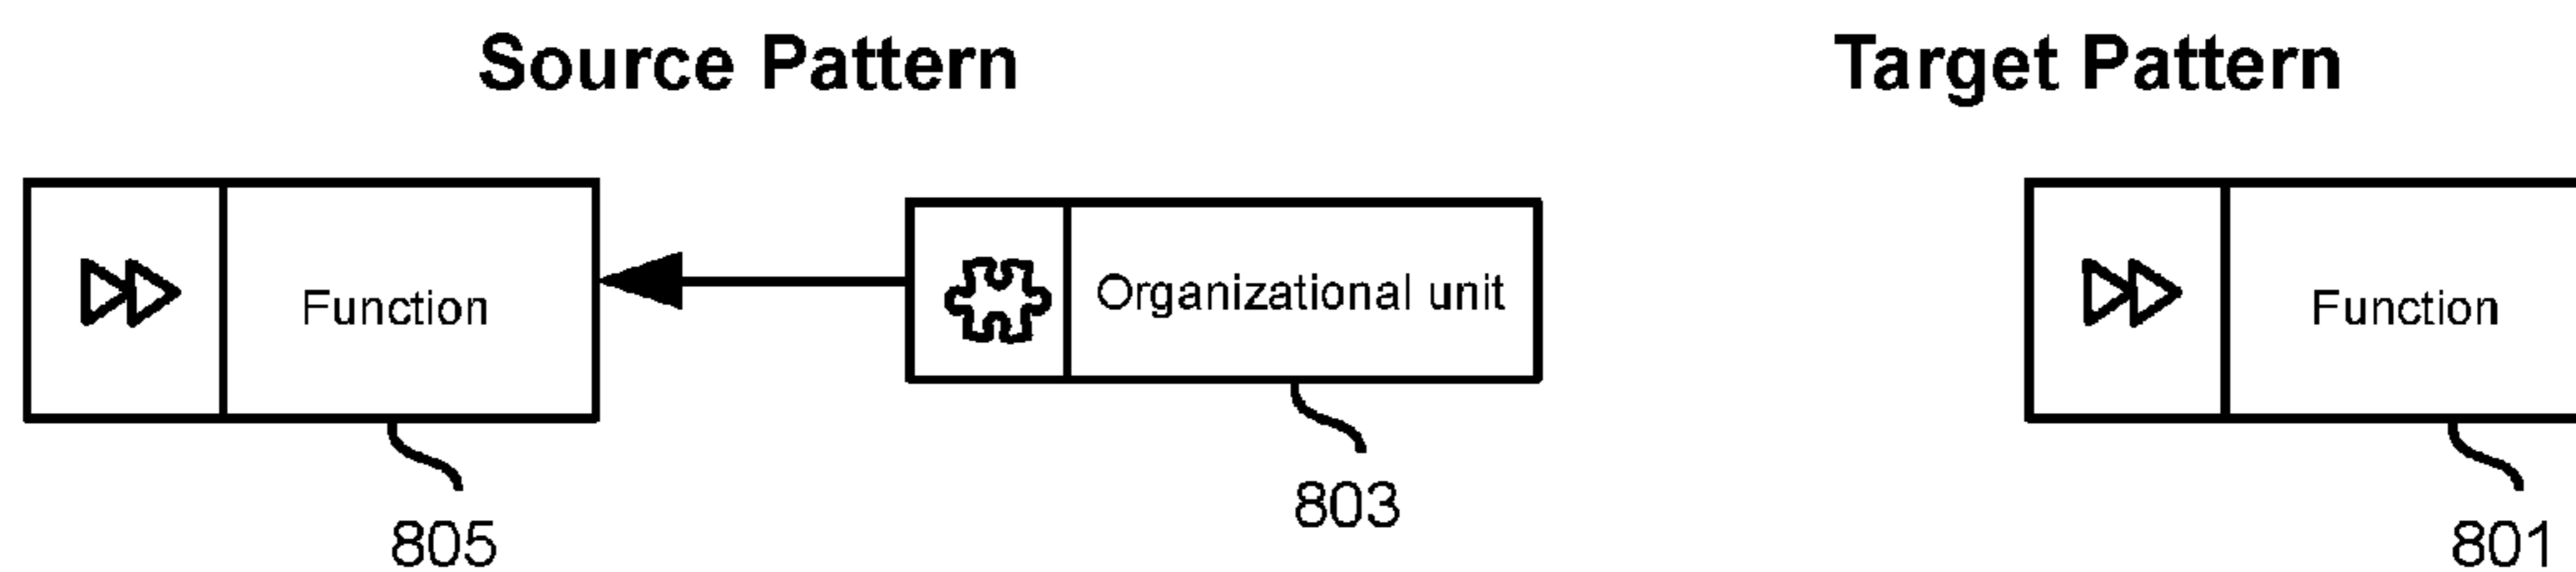 Source Pattern
Target Pattern
Function
Organizational unit
Function
805
803
801